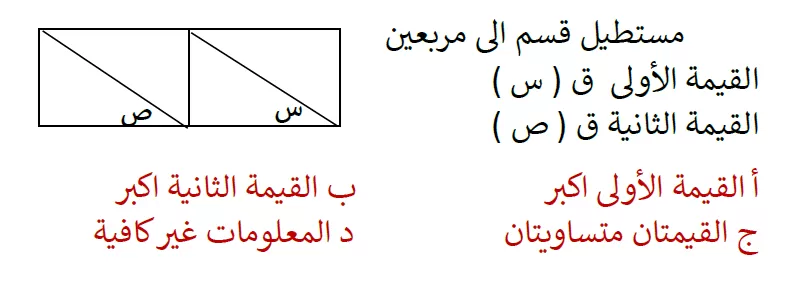 مستطيل قسم الى مربعين
القيمة الأولى ق ( س )
القيمة الثانية ق ( ص )
س
ص
أ القيمة الأولى اكبر
ب القيمة الثانية اكبر
ج القيمتان متساويتان
د المعلومات غير كافية